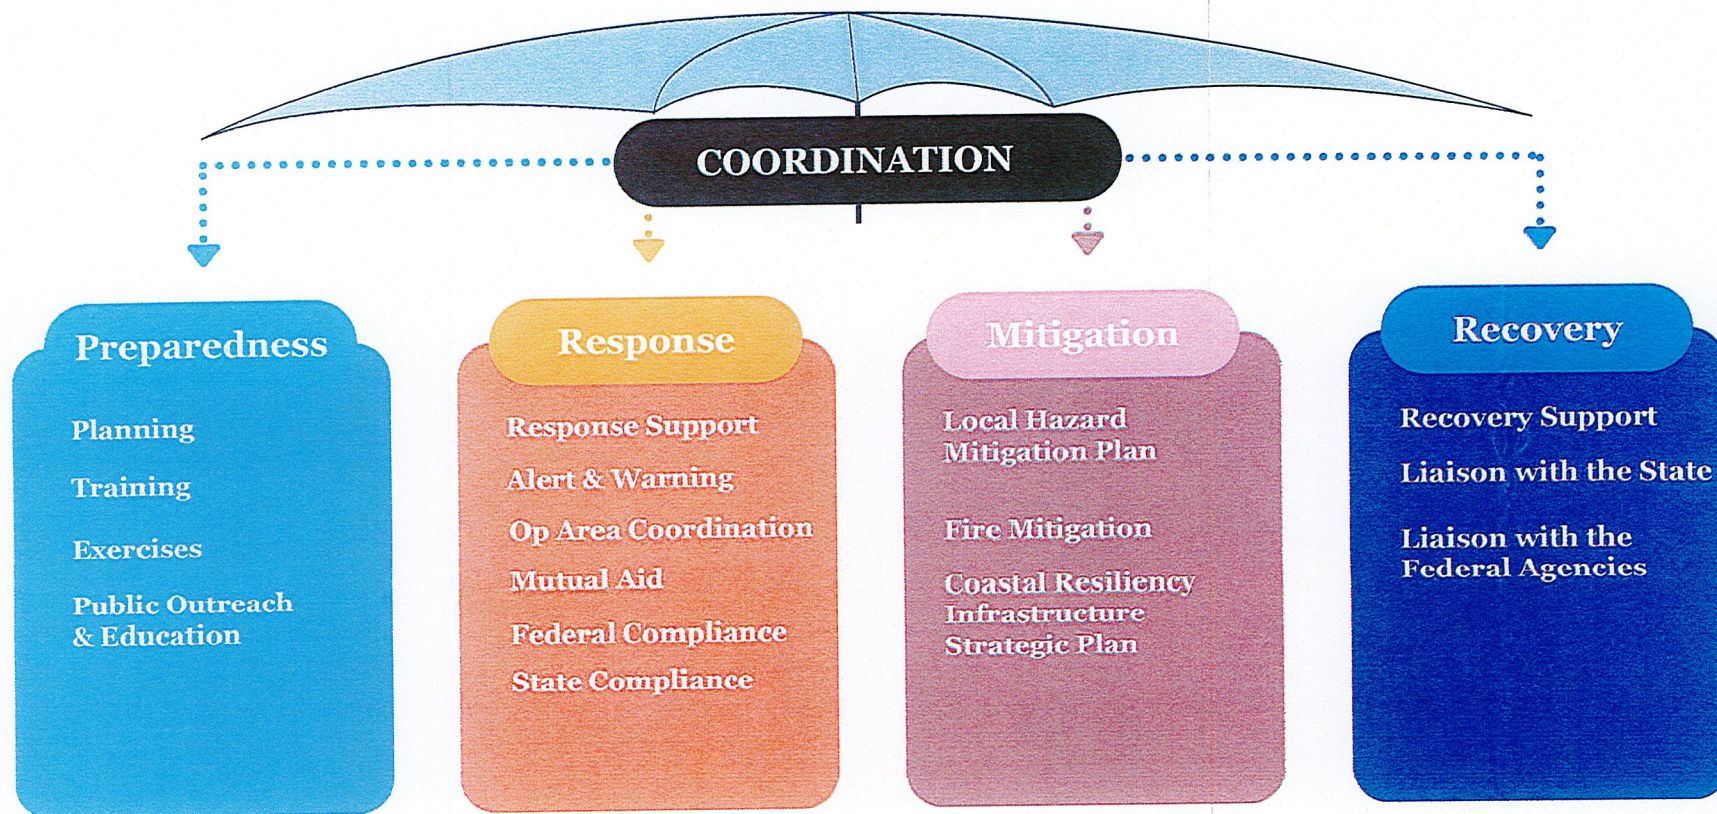 COORDINATION
Preparedness
Planning
Training
Exercises
Public Outreach
& Education
Response
Response Support
Alert & Warning
Op Area Coordination
Mutual Aid
Federal Compliance
State Compliance
Mitigation
Local Hazard
Mitigation Plan
Fire Mitigation
Coastal Resiliency
Infrastructure
Strategic Plan
Recovery
Recovery Support
Liaison with the State
Liaison with the
Federal Agencies